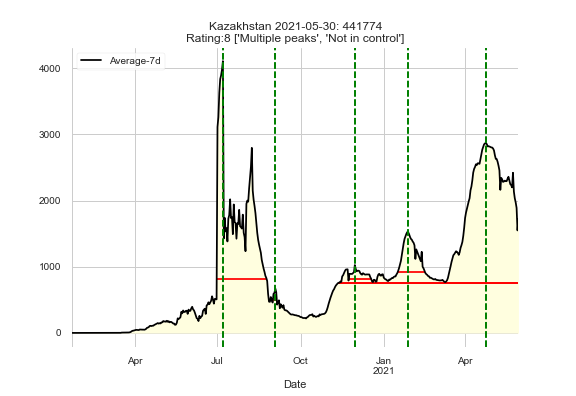 Kazakhstan 2021-05-30: 441774
Rating:8 ['Multiple peaks', 'Not in control']
Average-7d
4000
3000
2000
1000
0
Apr
Jul
Oct
Jan
2021
Apr
Date